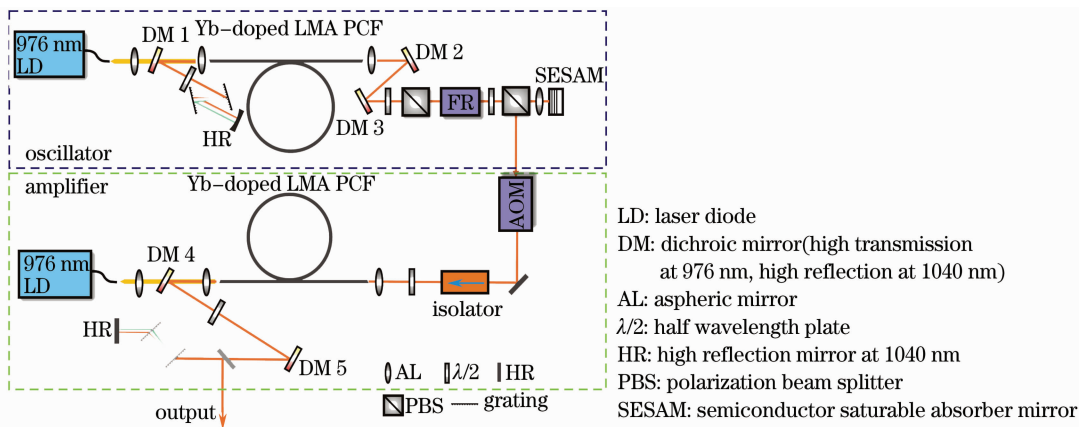 976 nm
LD
DM 1
Yb-doped LMA PCF
DM 2
SESAM
FR
DM 3
HR
oscillator
amplifier
Yb-doped LMA PCF
AOM
976 nm
LD
DM 4
isolator
HR
DM 5
AL
λ/2
HR
PBS
grating
output
LD: laser diode
DM: dichroic mirror(high transmission
at 976 nm, high reflection at 1040 nm)
AL: aspheric mirror
λ/2: half wavelength plate
HR: high reflection mirror at 1040 nm
PBS: polarization beam splitter
SESAM: semiconductor saturable absorber mirror